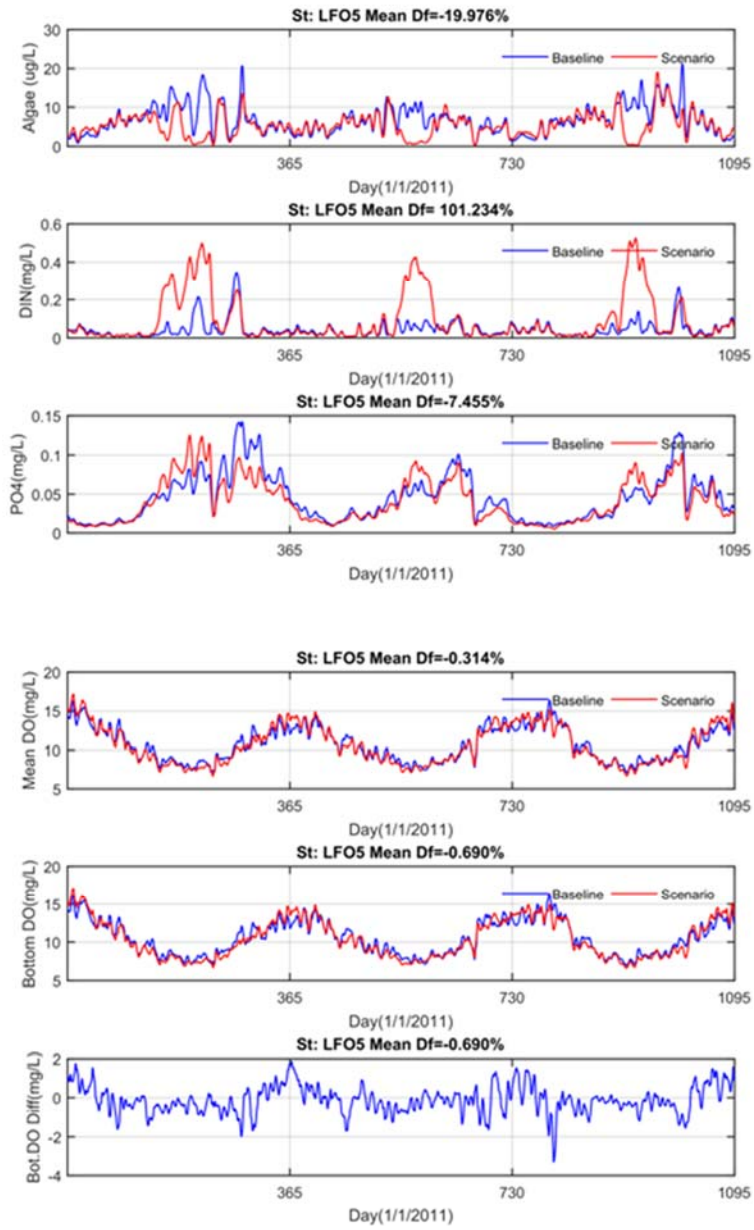 St: LFO5 Mean Df=-19.976%
Baseline Scenario
Algae (ug/L)
30
20
10
0
365 730 1095
Day(1/1/2011)
St: LFO5 Mean Df= 101.234%
Baseline Scenario
DIN(mg/L)
0.6
0.4
0.2
0
365 730 1095
Day(1/1/2011)
St: LFO5 Mean Df=-7.455%
Baseline Scenario
PO4(mg/L)
0.15
0.1
0.05
0
365 730 1095
Day(1/1/2011)
St: LFO5 Mean Df=-0.314%
Baseline Scenario
Mean DO(mg/L)
20
15
10
5
365 730 1095
Day(1/1/2011)
St: LFO5 Mean Df=-0.690%
Baseline Scenario
Bottom DO(mg/L)
20
15
10
5
365 730 1095
Day(1/1/2011)
St: LFO5 Mean Df=-0.690%
Bot.DO Diff(mg/L)
2
0
-2
-4
365 730 1095
Day(1/1/2011)